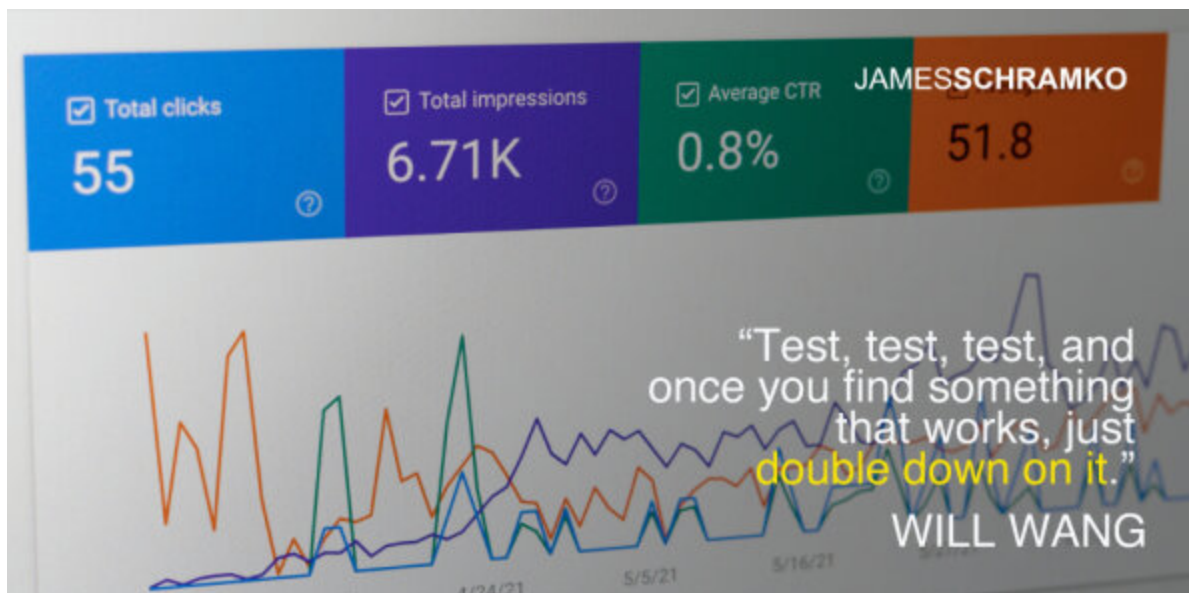 JAMESSCHRAMKO
Total clicks
55
Total impressions
6.71K
Average CTR
0.8%
51.8
“Test, test, test, and
once you find something
that works, just
double down on it.”
WILL WANG
4/24/21
5/5/21
5/16/21